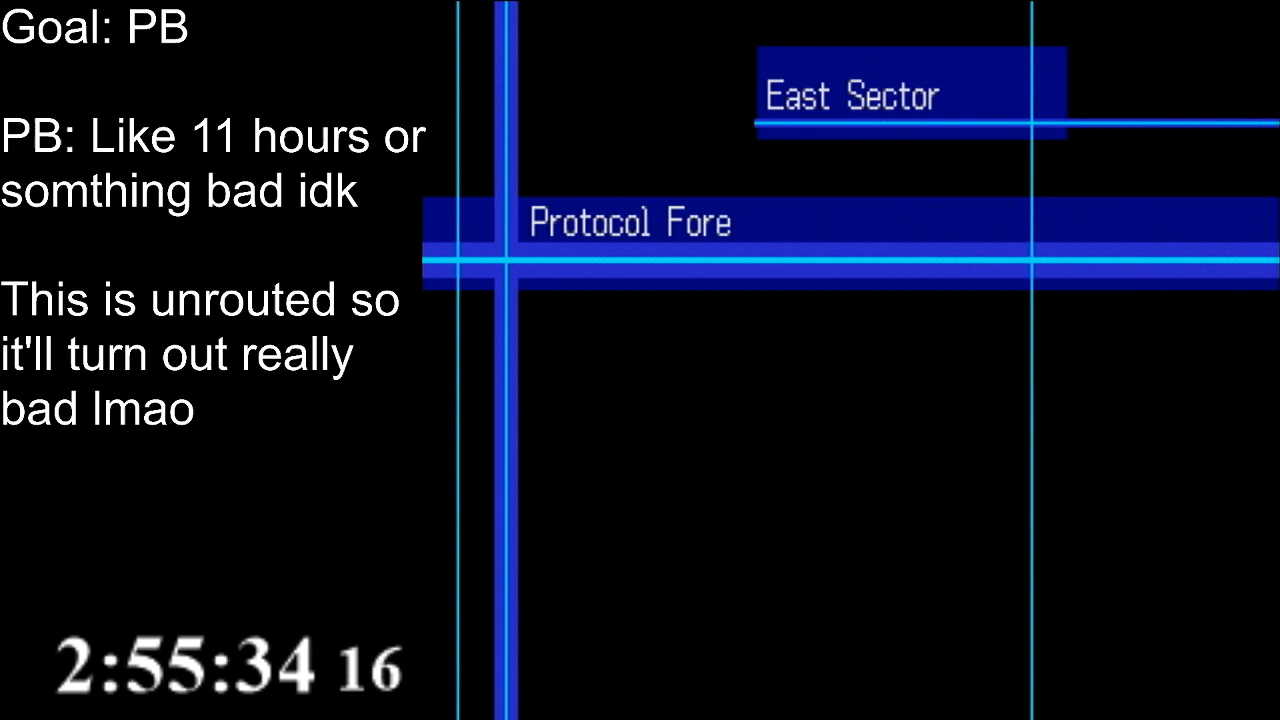 Goal: PB
PB: Like 11 hours or
somthing bad idk
This is unrouted so
it'll turn out really
bad lmao
East Sector
Protocol Fore
2:55:34 16